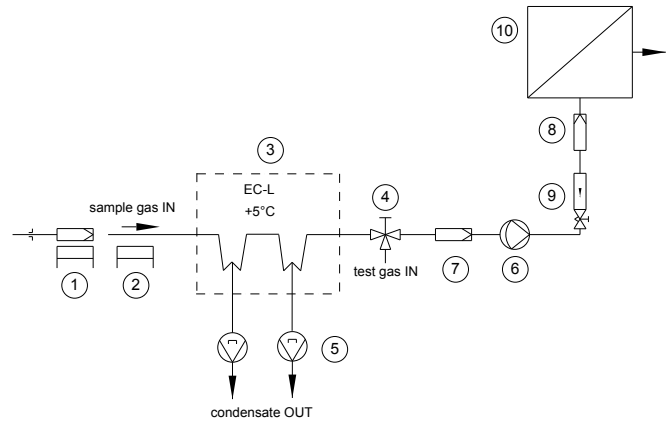 10
8
3
EC-L
+5°C
4
9
sample gas IN
test gas IN
1
2
7
6
5
condensate OUT